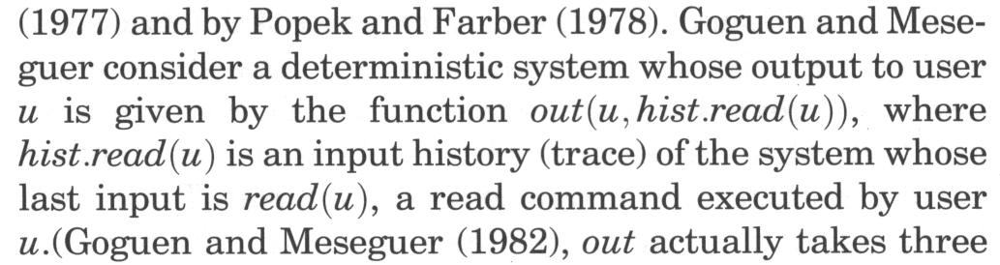 (1977) and by Popek and Farber (1978). Goguen and Mese-
guer consider a deterministic system whose output to user
u is given by the function out(u, hist.read(u)), where
hist.read(u) is an input history (trace) of the system whose
last input is read(u), a read command executed by user
u.(Goguen and Meseguer (1982), out actually takes three